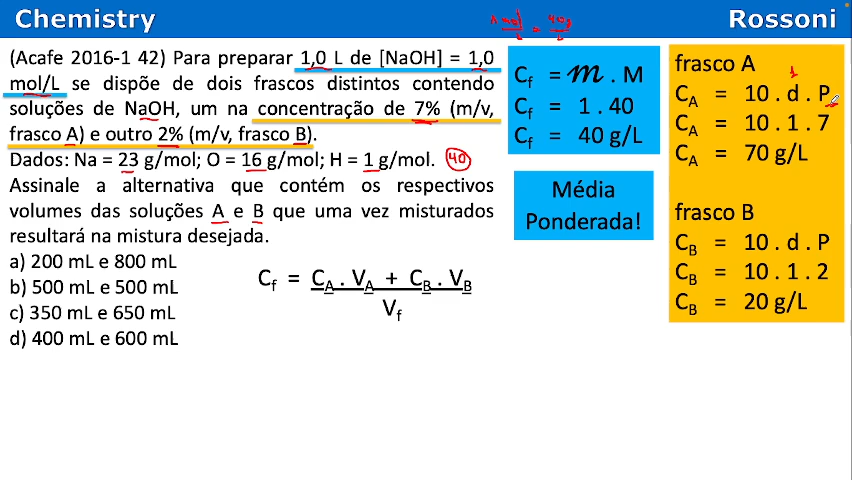 Chemistry
Rossoni
1 mol/L = 40g/L
(Acafe 2016-1 42) Para preparar 1,0 L de [NaOH] = 1,0
mol/L se dispõe de dois frascos distintos contendo
soluções de NaOH, um na concentração de 7% (m/v,
frasco A) e outro 2% (m/v, frasco B).
Dados: Na = 23 g/mol; O = 16 g/mol; H = 1 g/mol. 40
Assinale a alternativa que contém os respectivos
volumes das soluções A e B que uma vez misturados
resultará na mistura desejada.
a) 200 mL e 800 mL
b) 500 mL e 500 mL
c) 350 mL e 650 mL
d) 400 mL e 600 mL
Cf = CA . VA + CB . VB
Vf
Cf = m . M
Cf = 1 . 40
Cf = 40 g/L
Média
Ponderada!
frasco A
1
CA = 10 . d . P
CA = 10 . 1 . 7
CA = 70 g/L
frasco B
CB = 10 . d . P
CB = 10 . 1 . 2
CB = 20 g/L